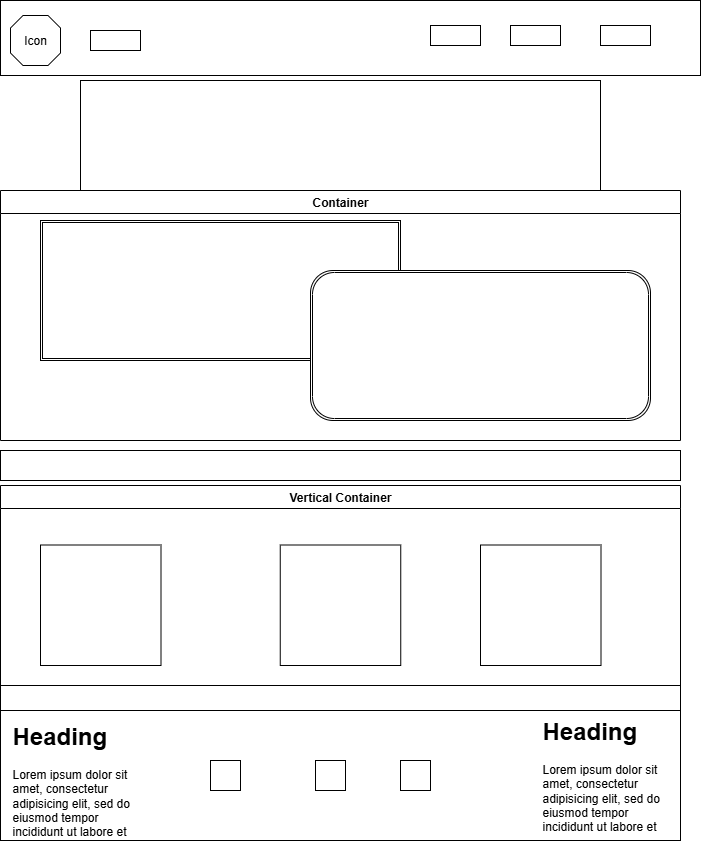 Icon
Container
Vertical Container
Heading
Lorem ipsum dolor sit
amet, consectetur
adipisicing elit, sed do
eiusmod tempor
incididunt ut labore et
Heading
Lorem ipsum dolor sit
amet, consectetur
adipisicing elit, sed do
eiusmod tempor
incididunt ut labore et